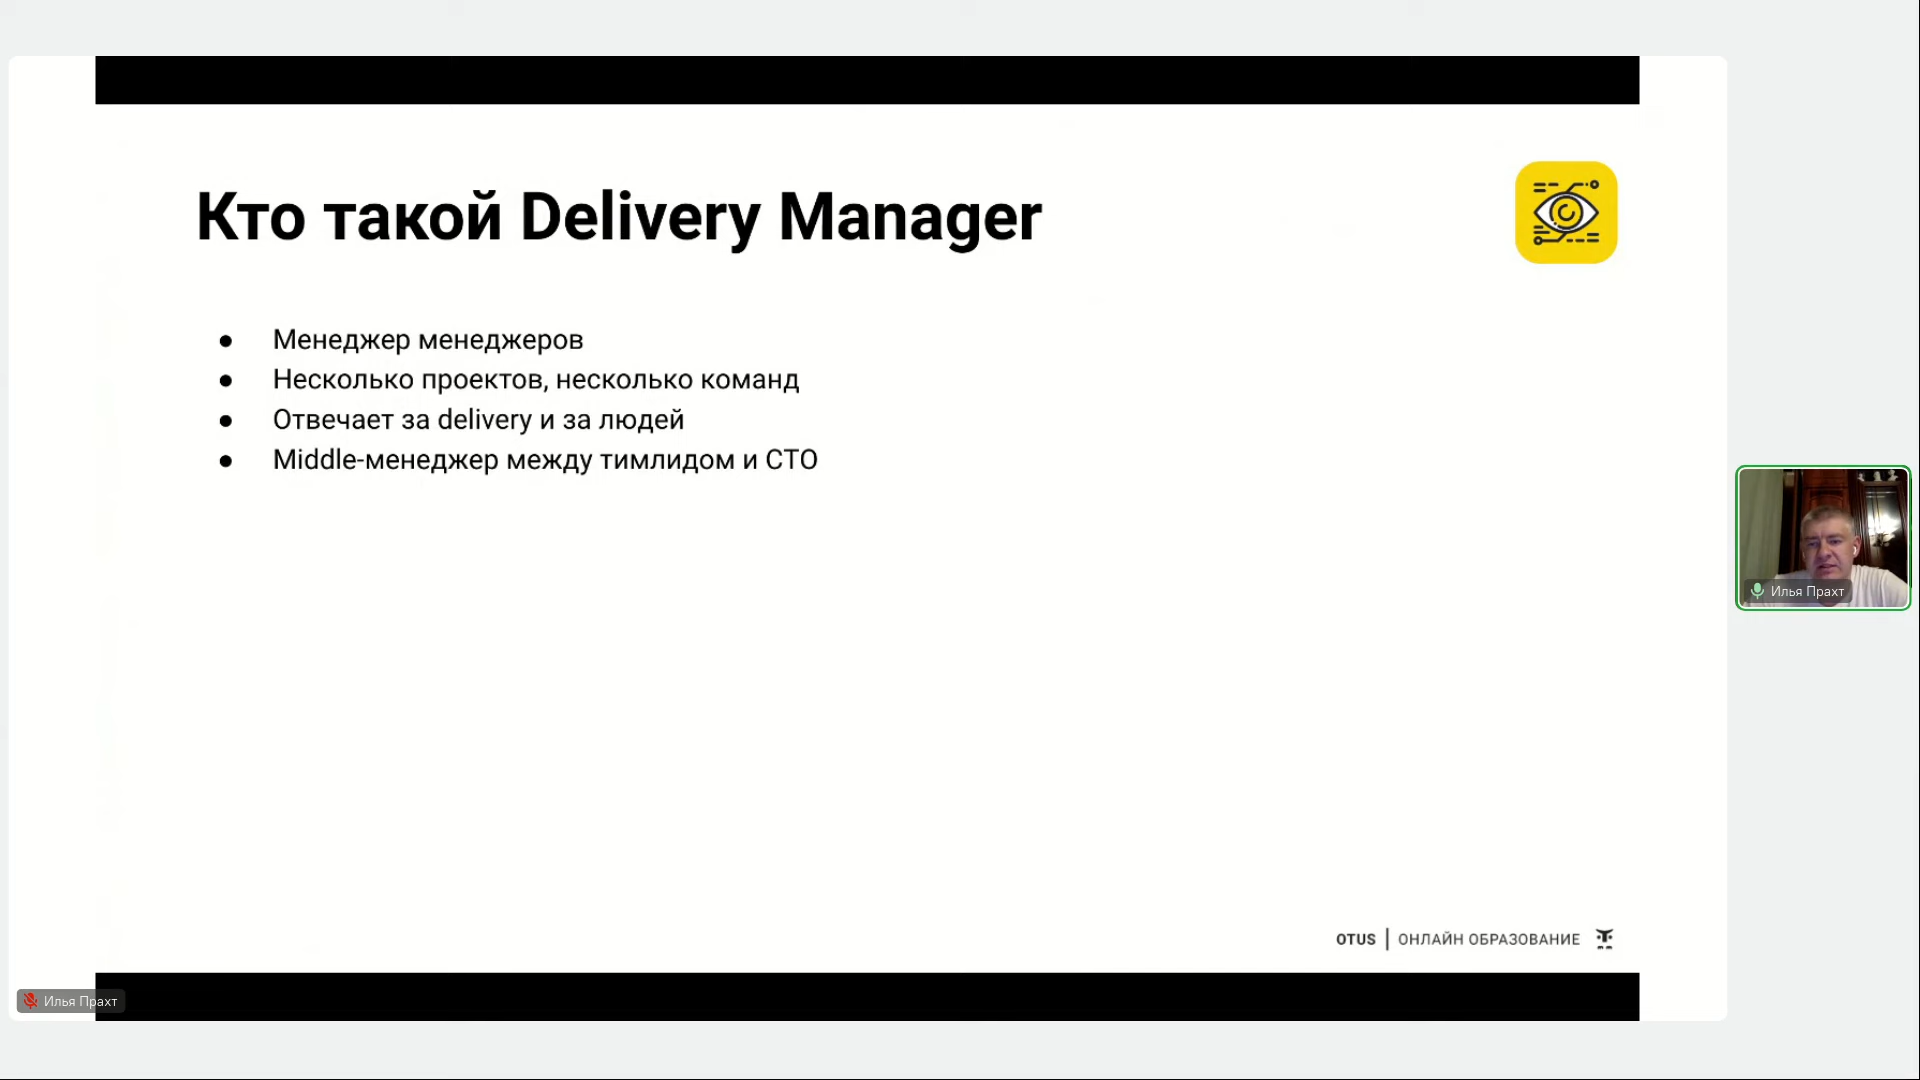 Кто такой Delivery Manager
● Менеджер менеджеров
● Несколько проектов, несколько команд
● Отвечает за delivery и за людей
● Middle-менеджер между тимлидом и CTO
Илья Прахт
OTUS | ОНЛАЙН ОБРАЗОВАНИЕ
Илья Прахт